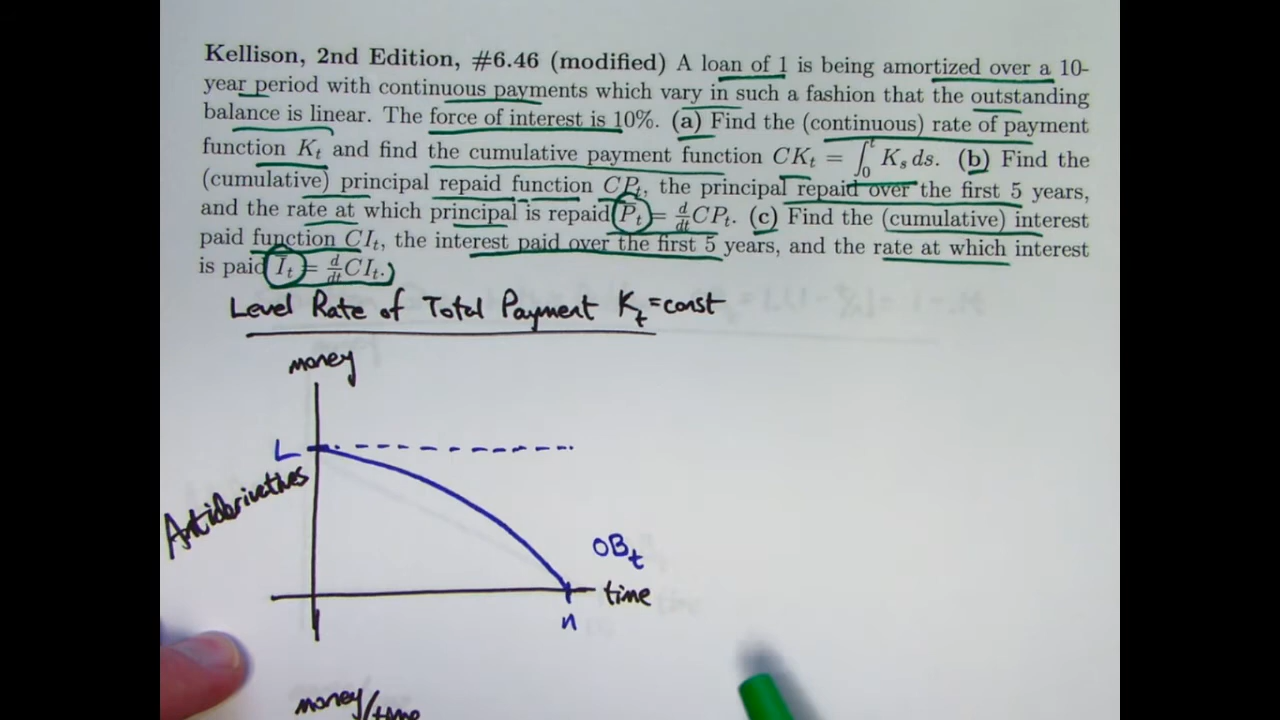 Kellison, 2nd Edition, #6.46 (modified) A loan of 1 is being amortized over a 10-
year period with continuous payments which vary in such a fashion that the outstanding
balance is linear. The force of interest is 10%. (a) Find the (continuous) rate of payment
function K_t and find the cumulative payment function CK_t = ∫_0^t K_s ds. (b) Find the
(cumulative) principal repaid function CP_t, the principal repaid over the first 5 years,
and the rate at which principal is repaid P_t = d/dt CP_t. (c) Find the (cumulative) interest
paid function CI_t, the interest paid over the first 5 years, and the rate at which interest
is paid I_t = d/dt CI_t.)
Level Rate of Total Payment K_t = const
money
L
Antiderivatives
OB_t
time
n
money/time